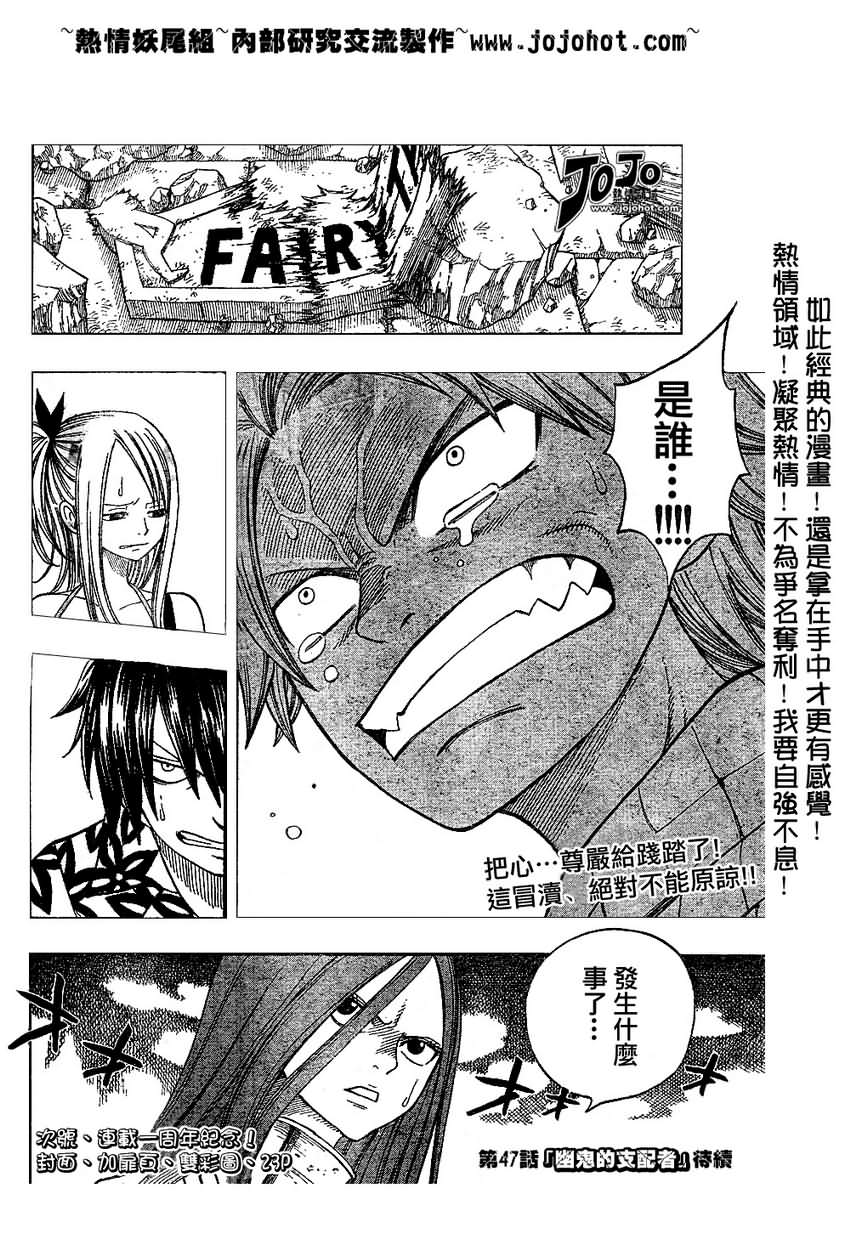 ~熱情妖尾組~內部研究交流製作~www.jojohot.com~
JOJO
www.jojohot.com
FAIRY
如此經典的漫畫！還是拿在手中才更有感覺！
熱情領域！凝聚熱情！不為爭名奪利！我要自強不息！
是誰…!!!!
把心…尊嚴給踐踏了!
這冒瀆、絕對不能原諒!!
發生什麼
事了…
次號、連載一周年紀念！
封面、加扉頁、雙彩圖、23P
第47話『幽鬼的支配者』待續